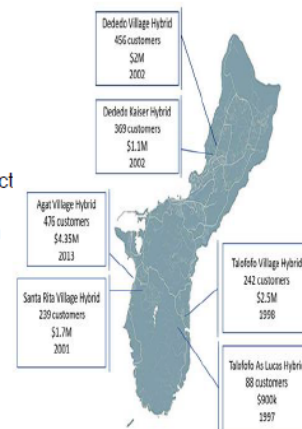 Dededo Village Hybrid
456 customers
$2M
2002
Dededo Kaiser Hybrid
369 customers
$1.1M
2002
ct
Agat Village Hybrid
476 customers
$4.35M
2013
Santa Rita Village Hybrid
239 customers
$1.7M
2001
Talofofo Village Hybrid
242 customers
$2.5M
1998
Talofofo As Lucas Hybrid
88 customers
$900k
1997